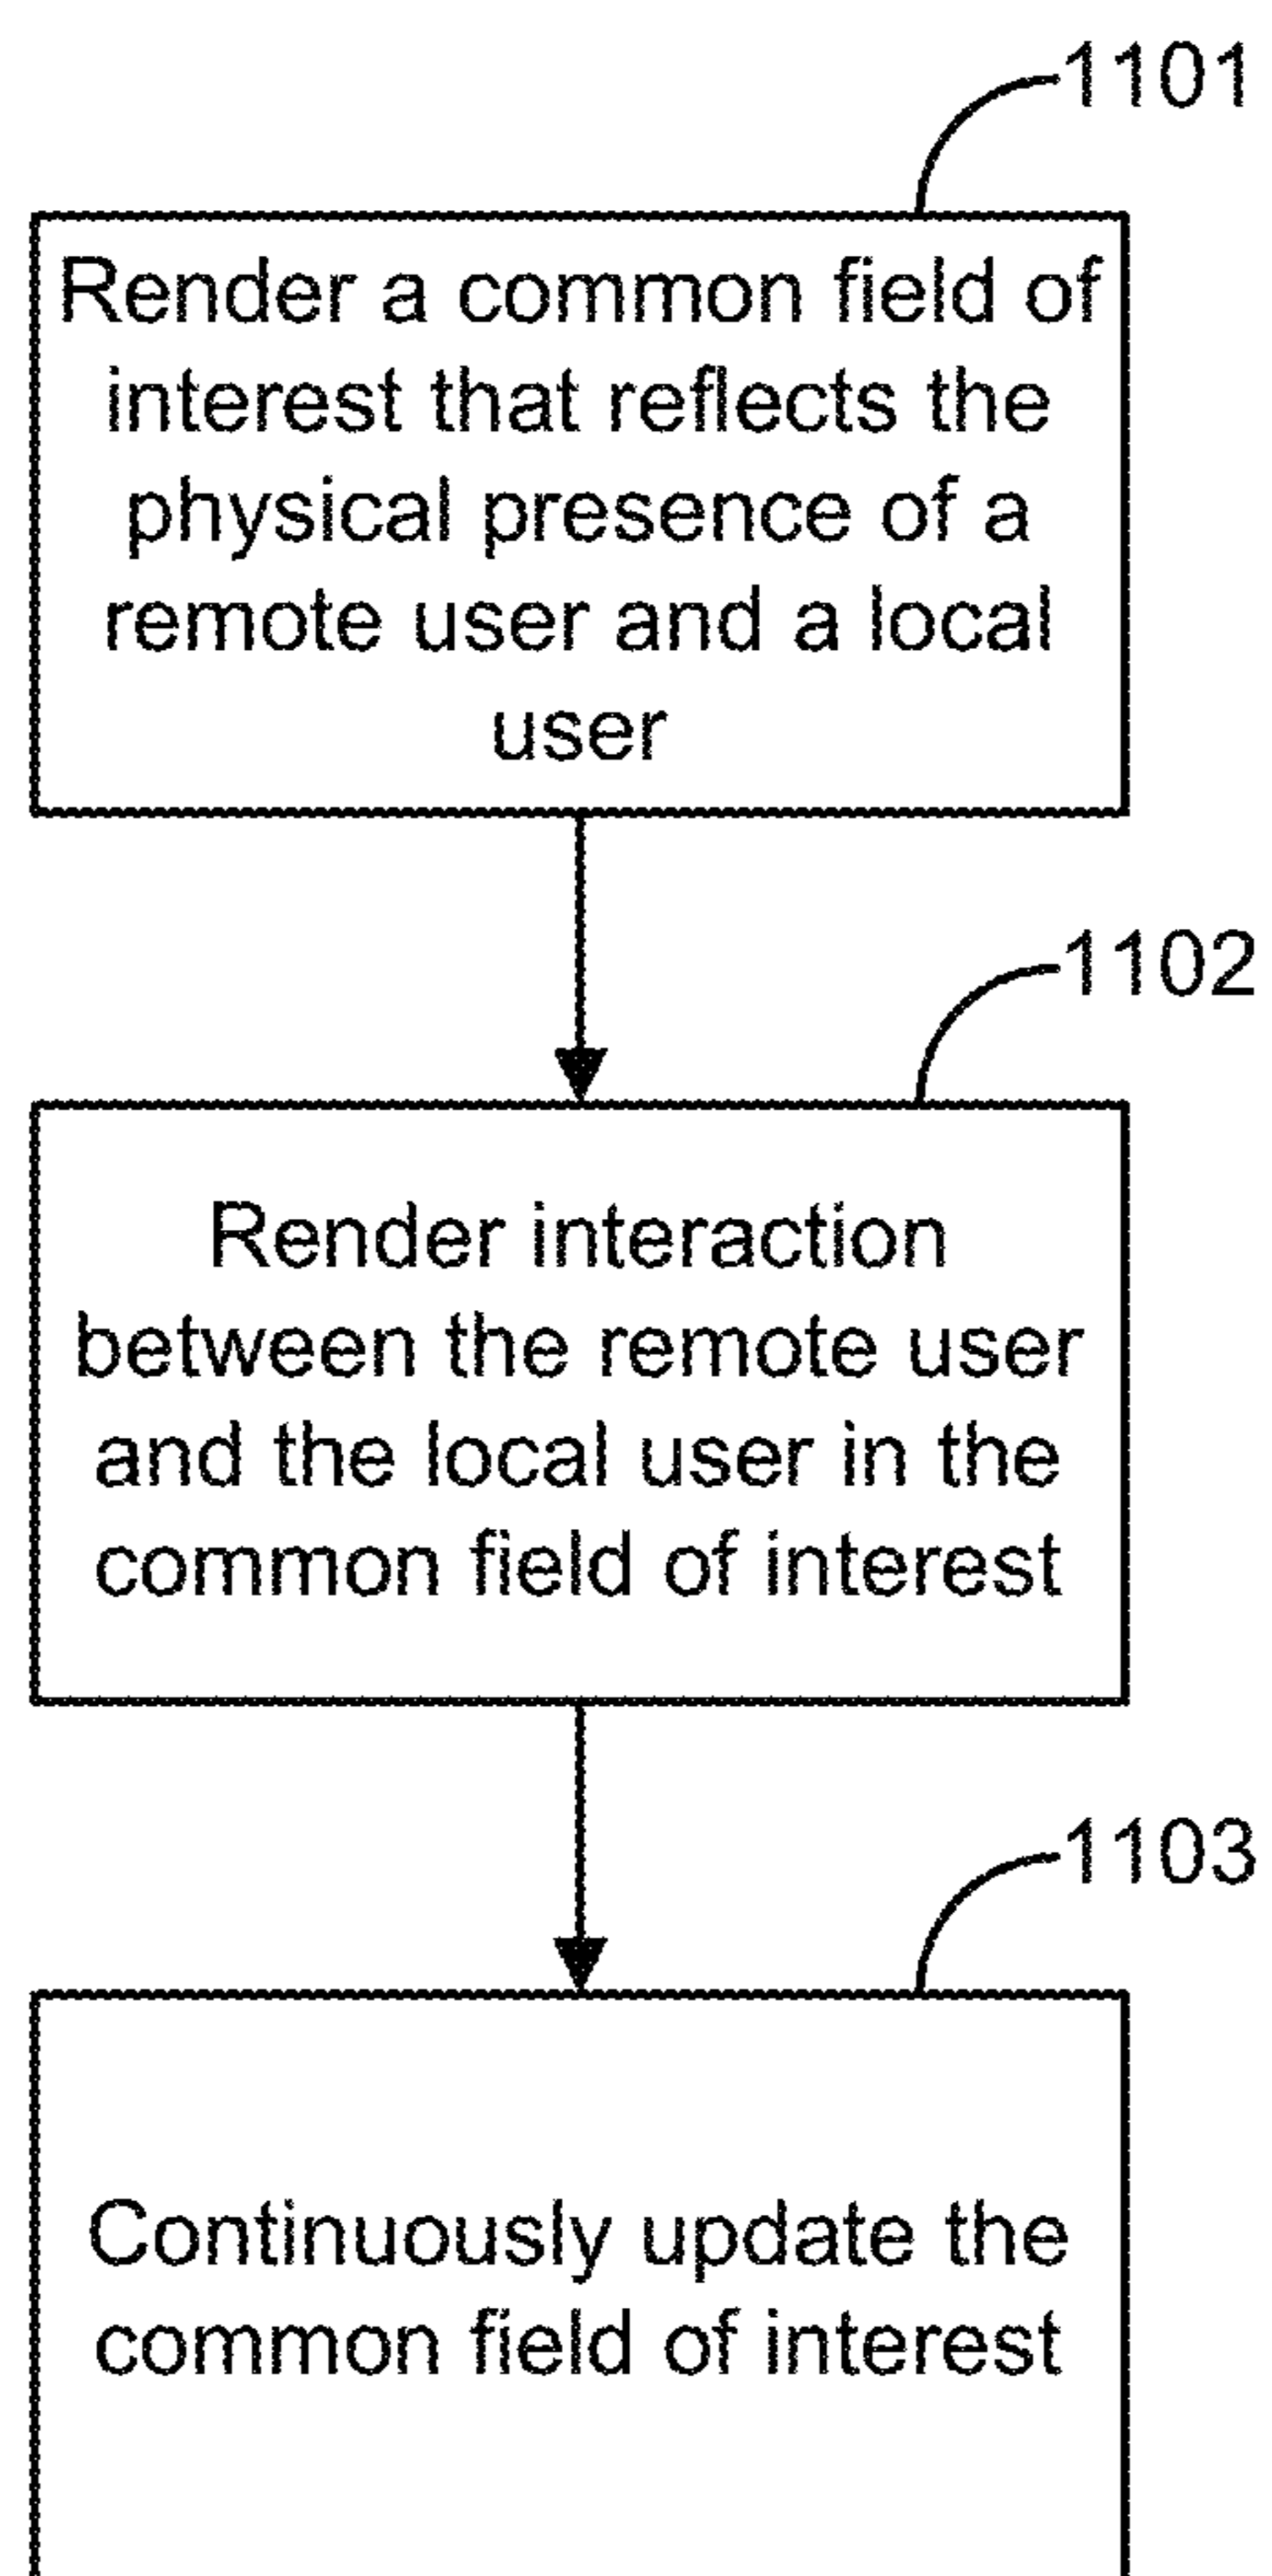 1101
Render a common field of
interest that reflects the
physical presence of a
remote user and a local
user
1102
Render interaction
between the remote user
and the local user in the
common field of interest
1103
Continuously update the
common field of interest